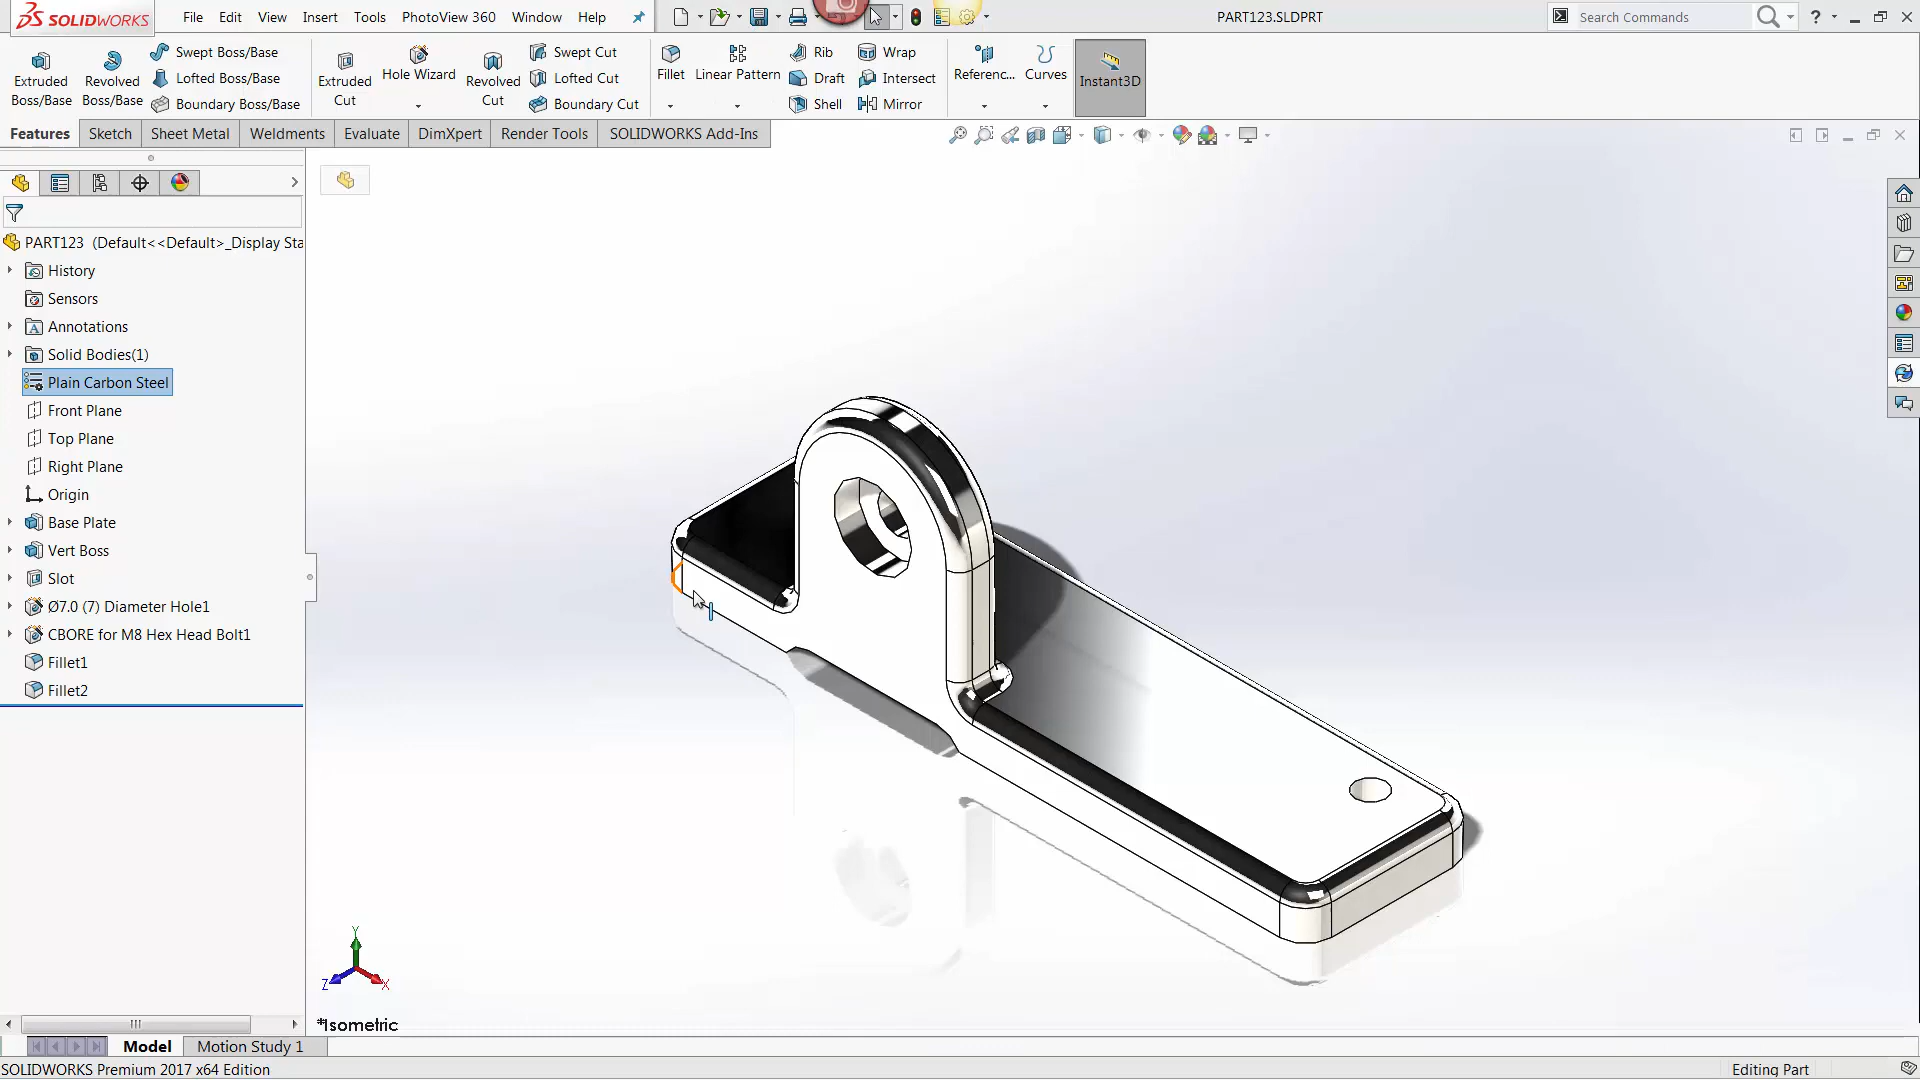 SOLIDWORKS
File Edit View Insert Tools PhotoView 360 Window Help
PART123.SLDPRT
Search Commands
?
Extruded Boss/Base
Revolved Boss/Base
Swept Boss/Base
Lofted Boss/Base
Boundary Boss/Base
Extruded Cut
Hole Wizard
Revolved Cut
Swept Cut
Lofted Cut
Boundary Cut
Fillet
Linear Pattern
Rib
Draft
Shell
Wrap
Intersect
Mirror
Referenc...
Curves
Instant3D
Features Sketch Sheet Metal Weldments Evaluate DimXpert Render Tools SOLIDWORKS Add-Ins
PART123 (Default<<Default>_Display Sta
History
Sensors
Annotations
Solid Bodies(1)
Plain Carbon Steel
Front Plane
Top Plane
Right Plane
Origin
Base Plate
Vert Boss
Slot
Ø7.0 (7) Diameter Hole1
CBORE for M8 Hex Head Bolt1
Fillet1
Fillet2
Y
Z
X
*Isometric
Model Motion Study 1
SOLIDWORKS Premium 2017 x64 Edition
Editing Part